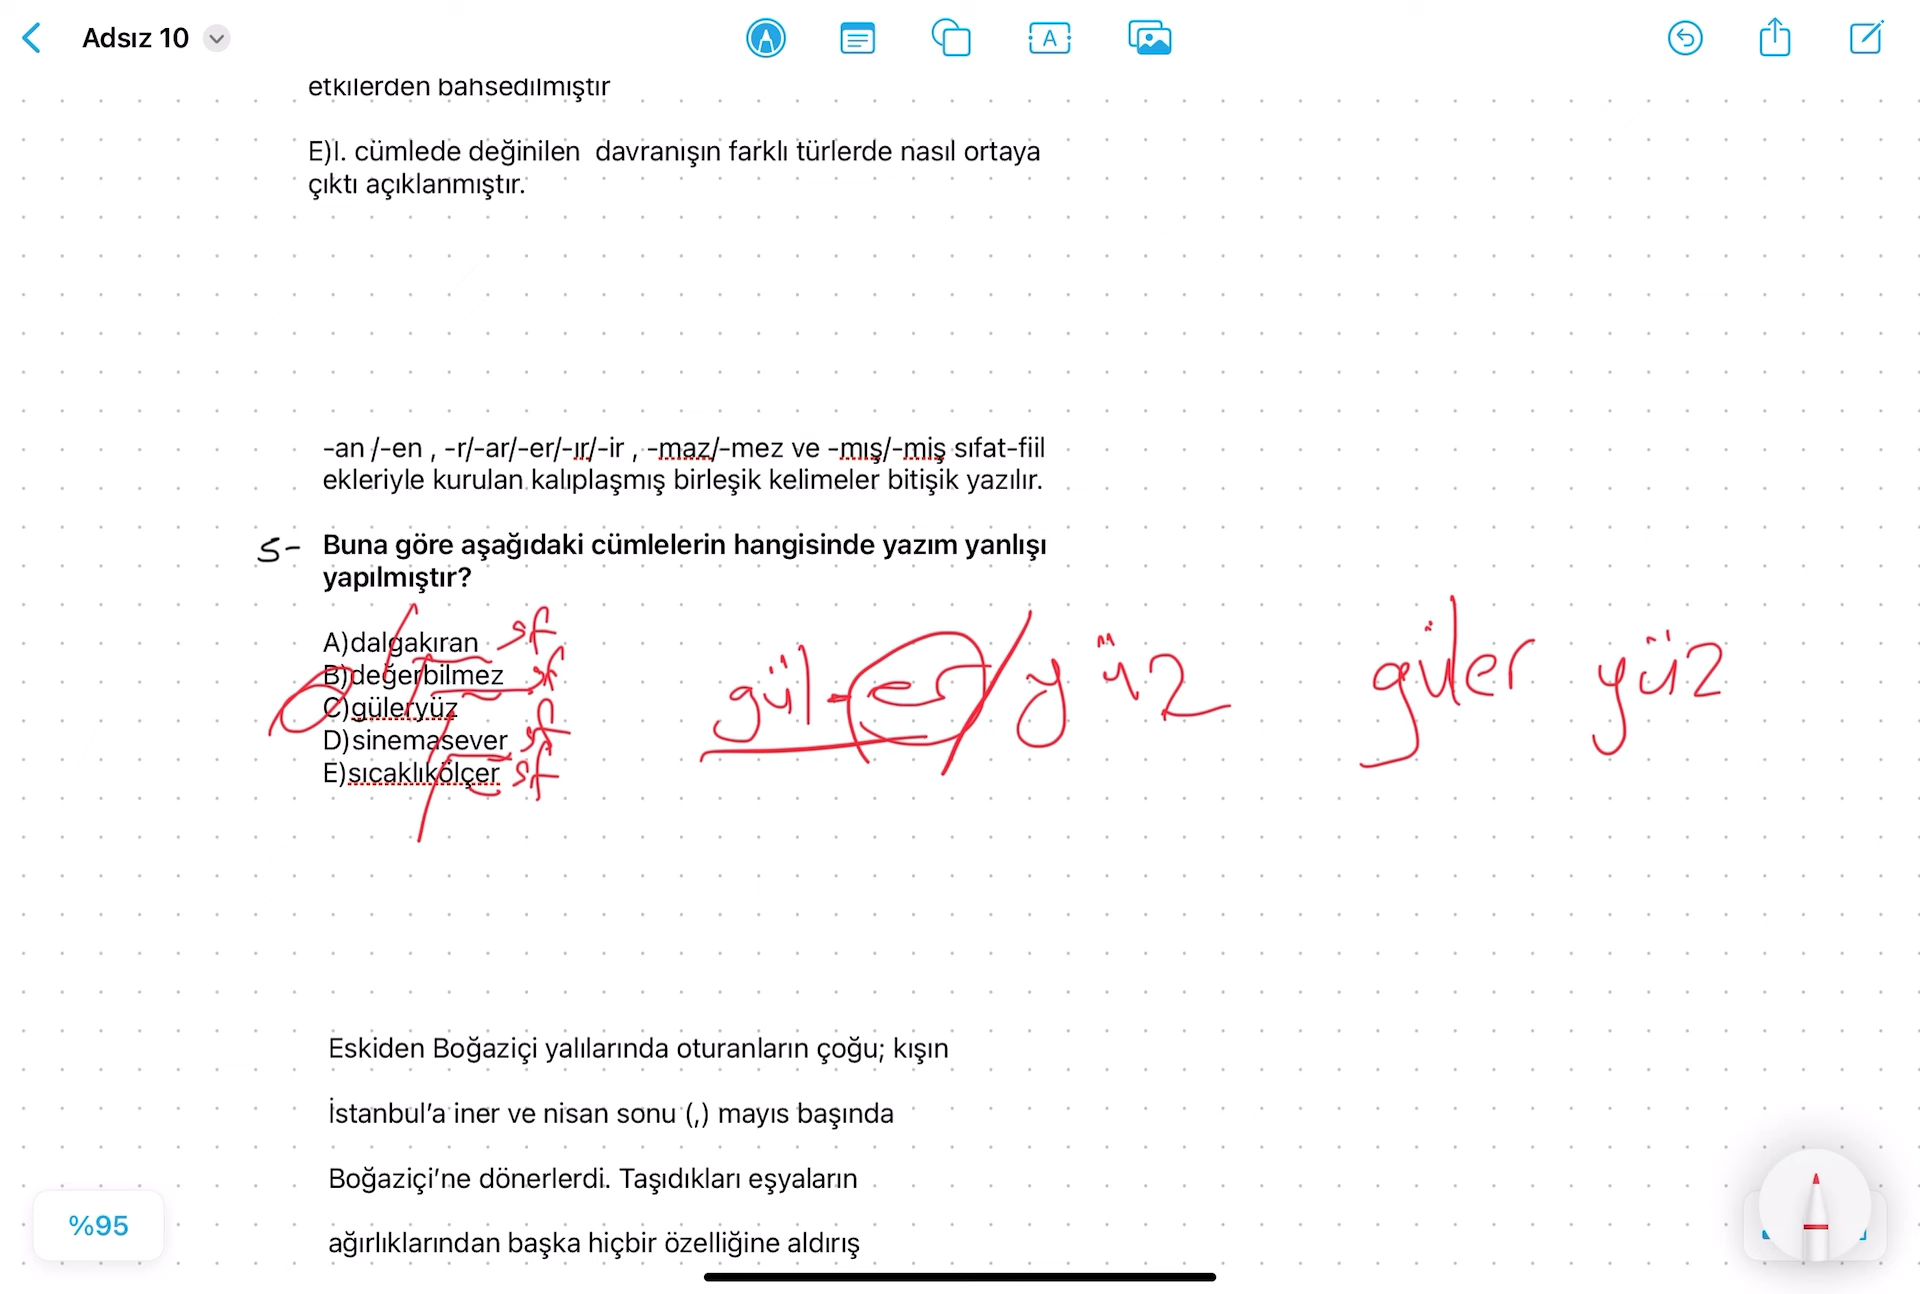 Adsız 10
etkilerden bahsedilmiştir
E)I. cümlede değinilen davranışın farklı türlerde nasıl ortaya
çıktı açıklanmıştır.
-an /-en , -r/-ar/-er/-ır/-ir , -maz/-mez ve -mış/-miş sıfat-fiil
ekleriyle kurulan kalıplaşmış birleşik kelimeler bitişik yazılır.
5- Buna göre aşağıdaki cümlelerin hangisinde yazım yanlışı
yapılmıştır?
A)dalgakıran sf
B)değerbilmez sf
C)güleryüz
D)sinemasever sf
E)sıcaklıkölçer sf
gül-er/yüz
güler yüz
Eskiden Boğaziçi yalılarında oturanların çoğu; kışın
İstanbul'a iner ve nisan sonu (,) mayıs başında
Boğaziçi'ne dönerlerdi. Taşıdıkları eşyaların
ağırlıklarından başka hiçbir özelliğine aldırış
%95